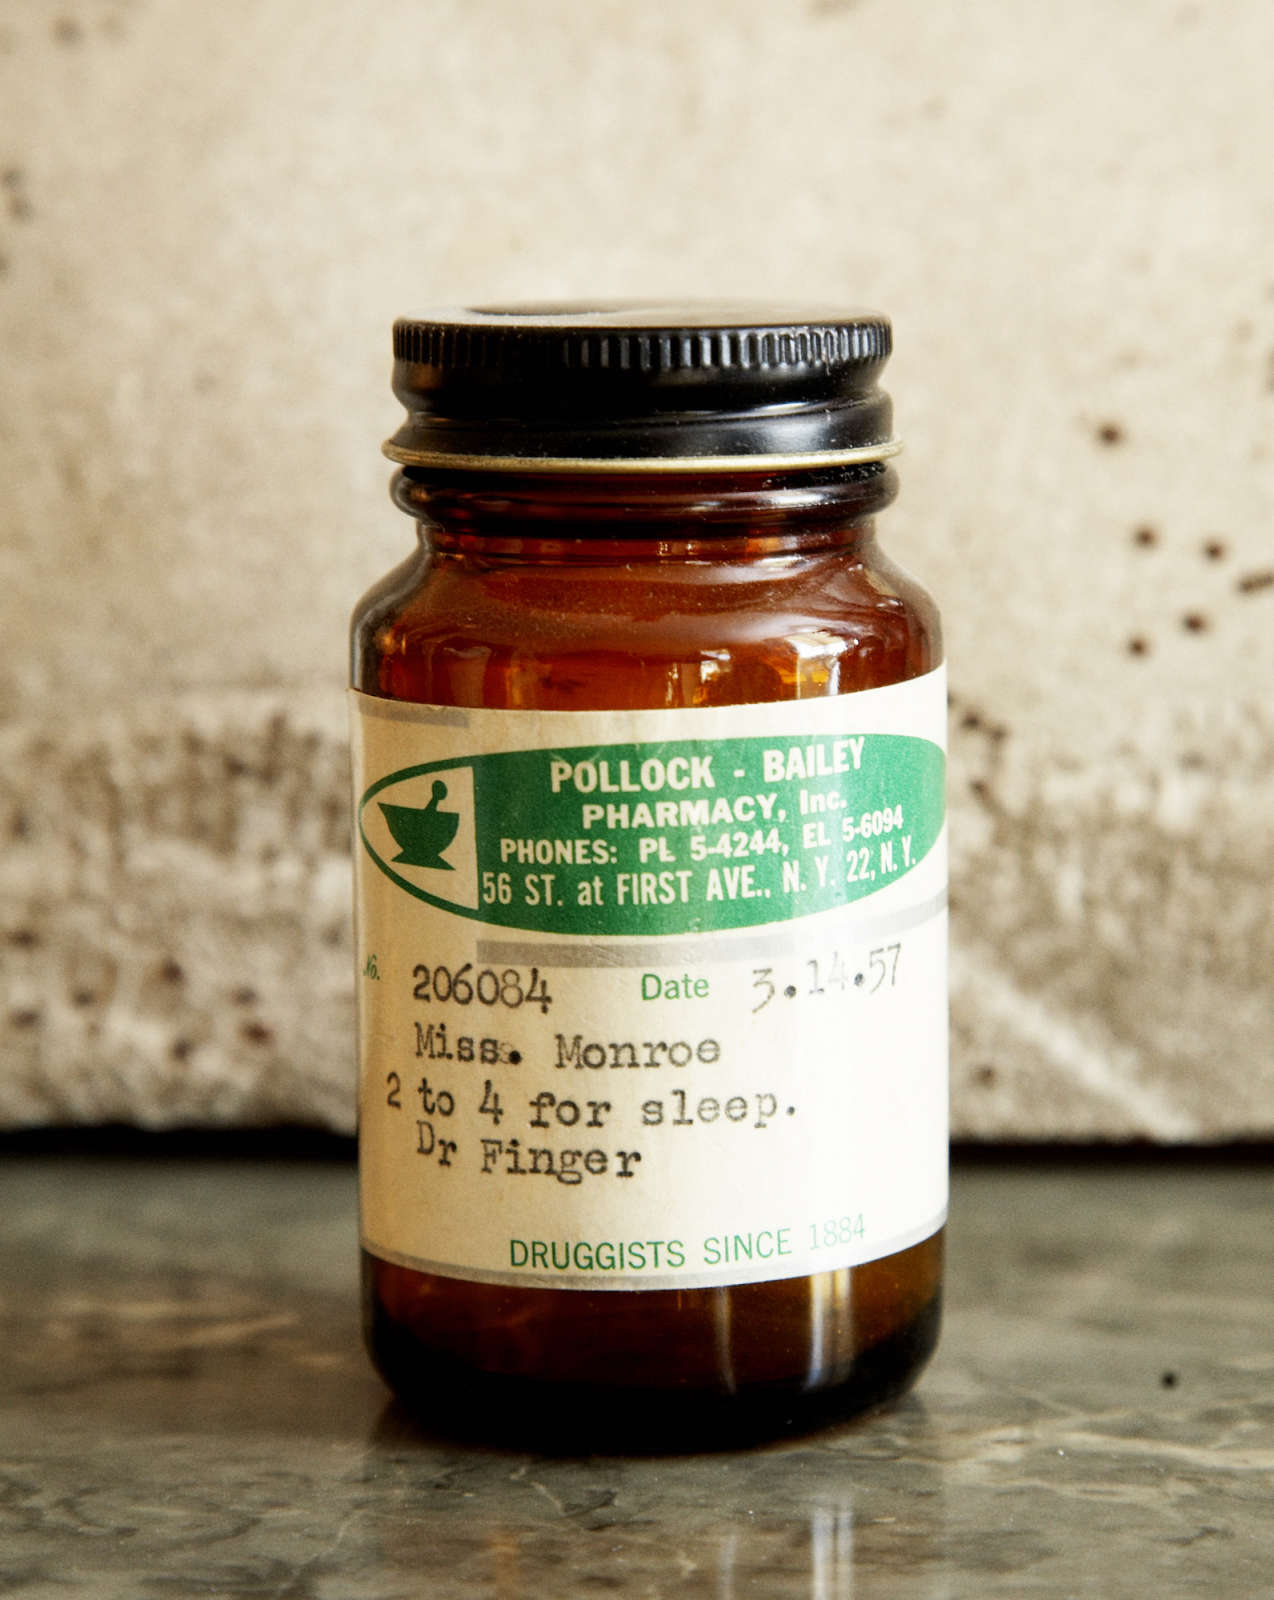 POLLOCK - BAILEY
PHARMACY, Inc.
PHONES: PL 5-4244, EL 5-6094
56 ST. at FIRST AVE., N. Y. 22, N. Y.
No. 206084 Date 3.14.57
Miss. Monroe
2 to 4 for sleep.
Dr Finger
DRUGGISTS SINCE 1884